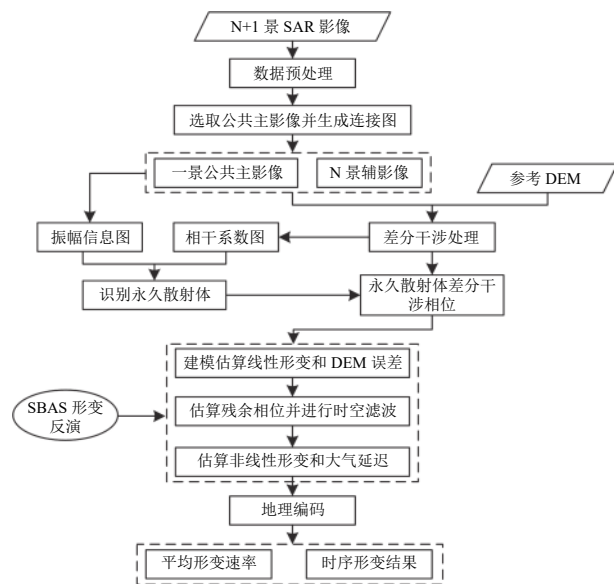 N+1 景 SAR 影像
数据预处理
选取公共主影像并生成连接图
一景公共主影像
N 景辅影像
参考 DEM
振幅信息图
相干系数图
差分干涉处理
识别永久散射体
永久散射体差分干
涉相位
建模估算线性形变和 DEM 误差
SBAS 形变
反演
估算残余相位并进行时空滤波
估算非线性形变和大气延迟
地理编码
平均形变速率
时序形变结果